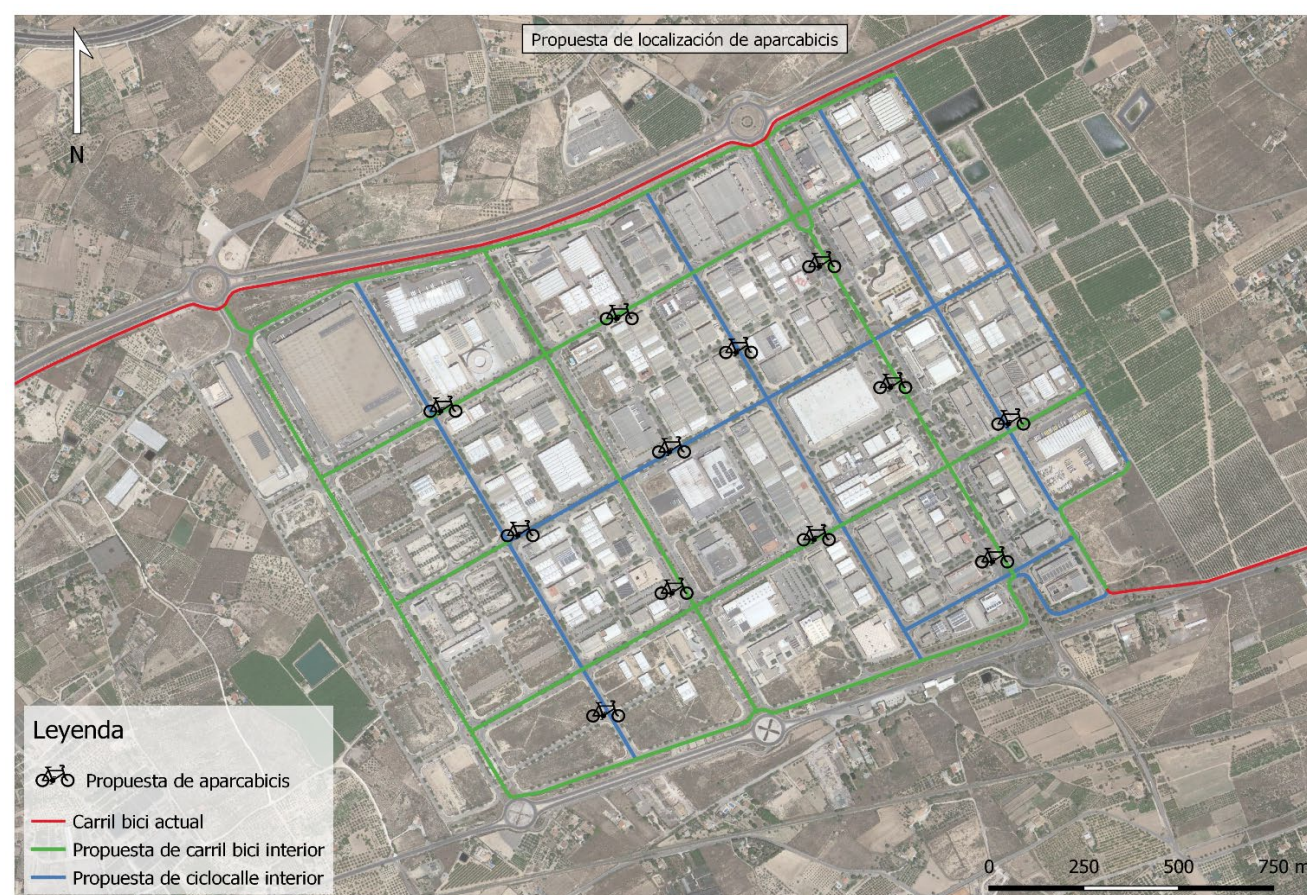 Propuesta de localización de aparcabicis
N
Leyenda
Propuesta de aparcabicis
Carril bici actual
Propuesta de carril bici interior
Propuesta de ciclocalle interior
0 250 500 750 m